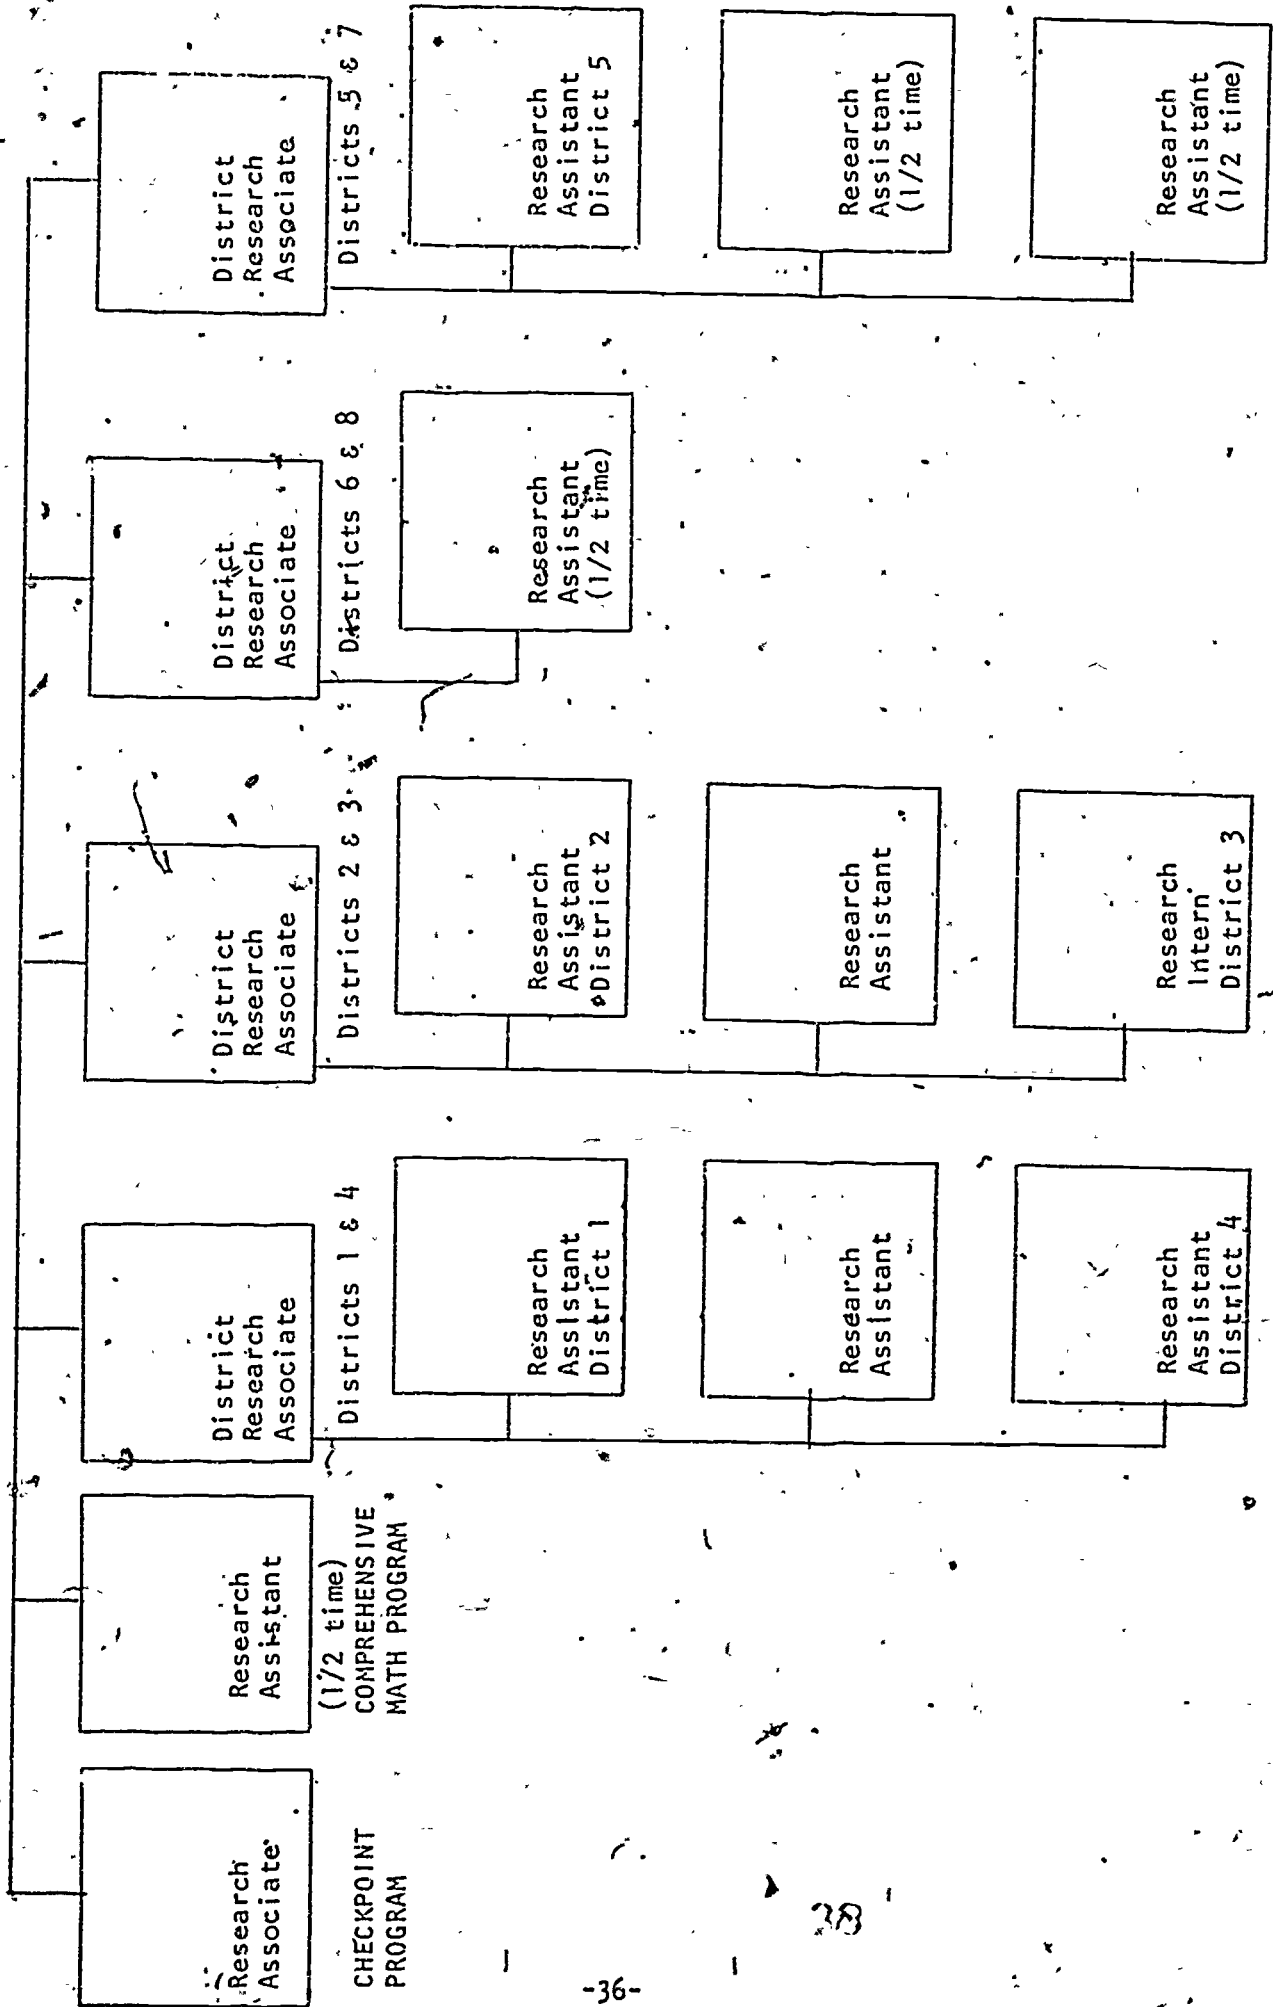 Research
Associate
CHECKPOINT
PROGRAM
Research
Assistant
(1/2 time)
COMPREHENSIVE
MATH PROGRAM
District
Research
Associate
Districts 1 & 4
Research
Assistant
District 1
Research
Assistant
Research
Assistant
District 4
District
Research
Associate
Districts 2 & 3
Research
Assistant
District 2
Research
Assistant
Research
Intern
District 3
District
Research
Associate
Districts 6 & 8
Research
Assistant
(1/2 time)
District
Research
Associate
Districts 5 & 7
Research
Assistant
District 5
Research
Assistant
(1/2 time)
Research
Assistant
(1/2 time)
-36-
38